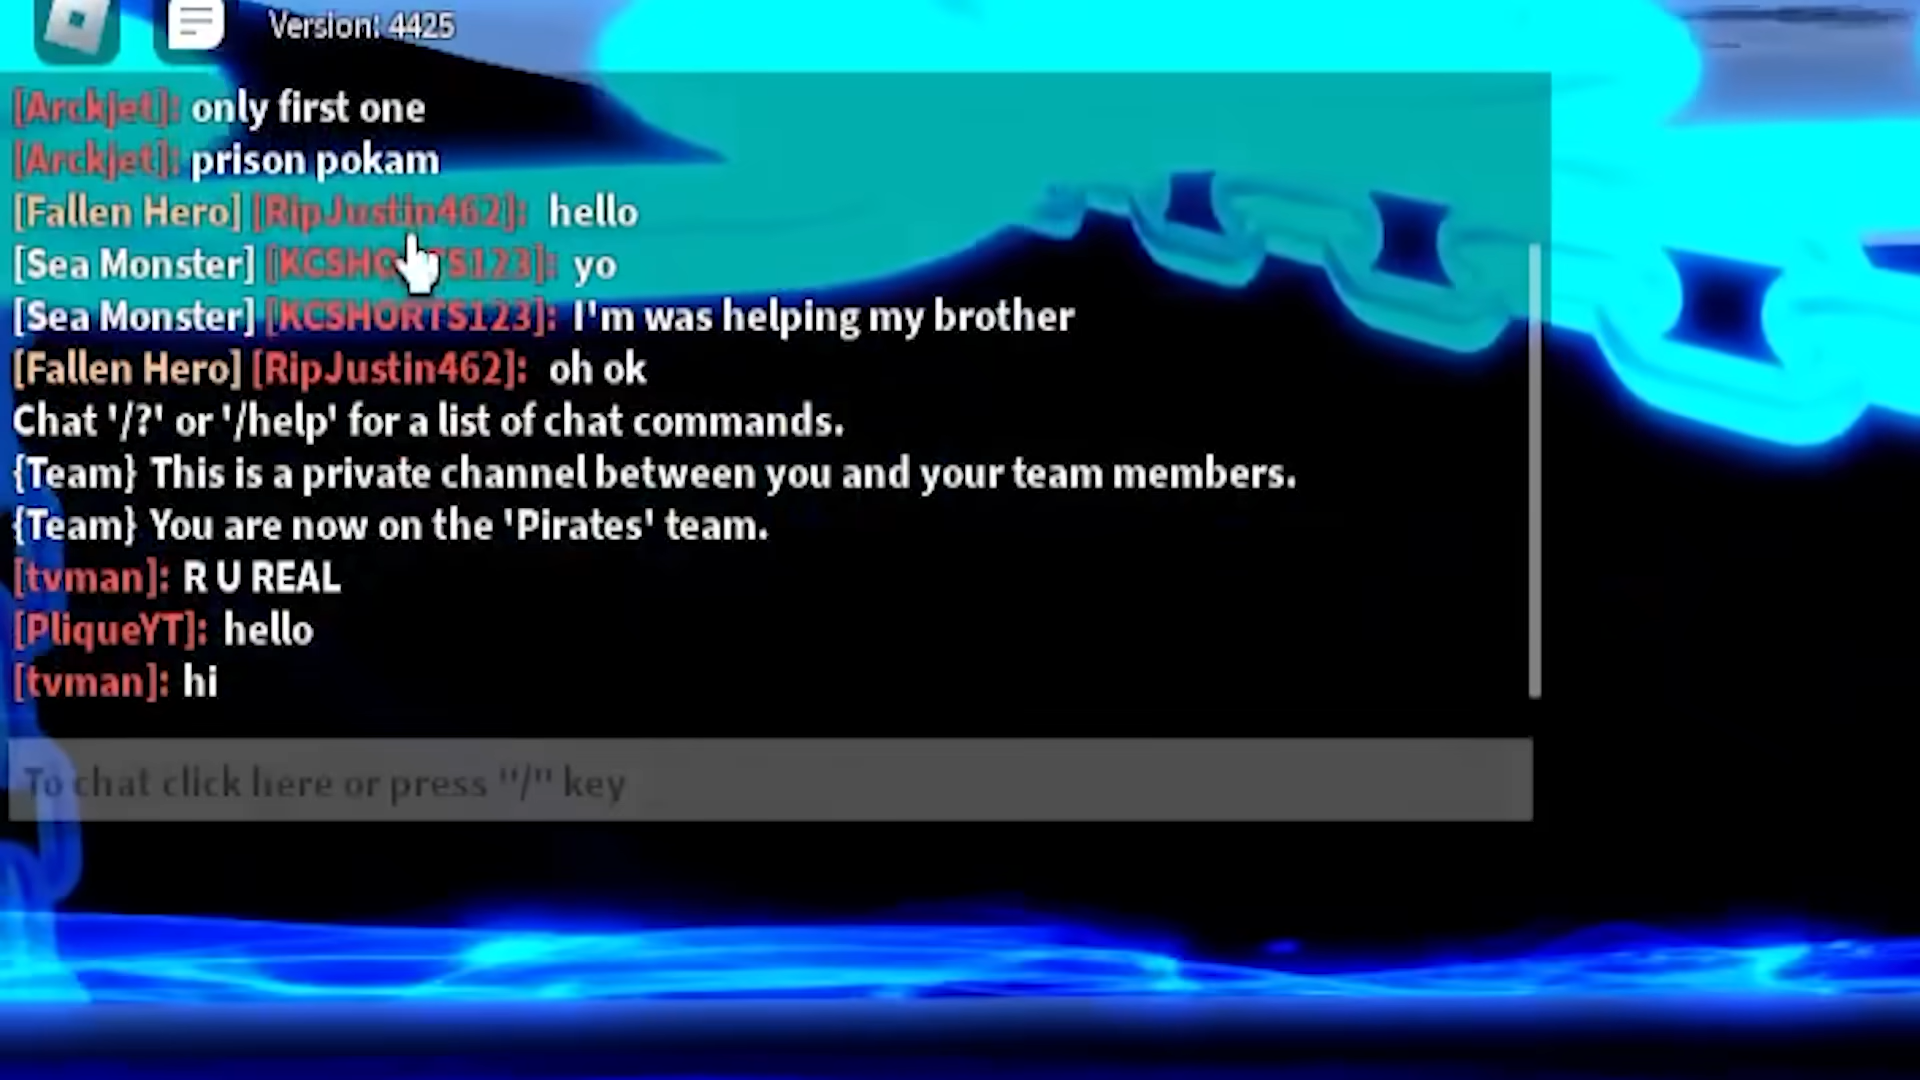 Version: 4425
[Arckjet]: only first one
[Arckjet]: prison pokam
[Fallen Hero] [RipJustin462]: hello
[Sea Monster] [KCSHORTS123]: yo
[Sea Monster] [KCSHORTS123]: I'm was helping my brother
[Fallen Hero] [RipJustin462]: oh ok
Chat '/?' or '/help' for a list of chat commands.
{Team} This is a private channel between you and your team members.
{Team} You are now on the 'Pirates' team.
[tvman]: R U REAL
[PliqueYT]: hello
[tvman]: hi
To chat click here or press "/" key